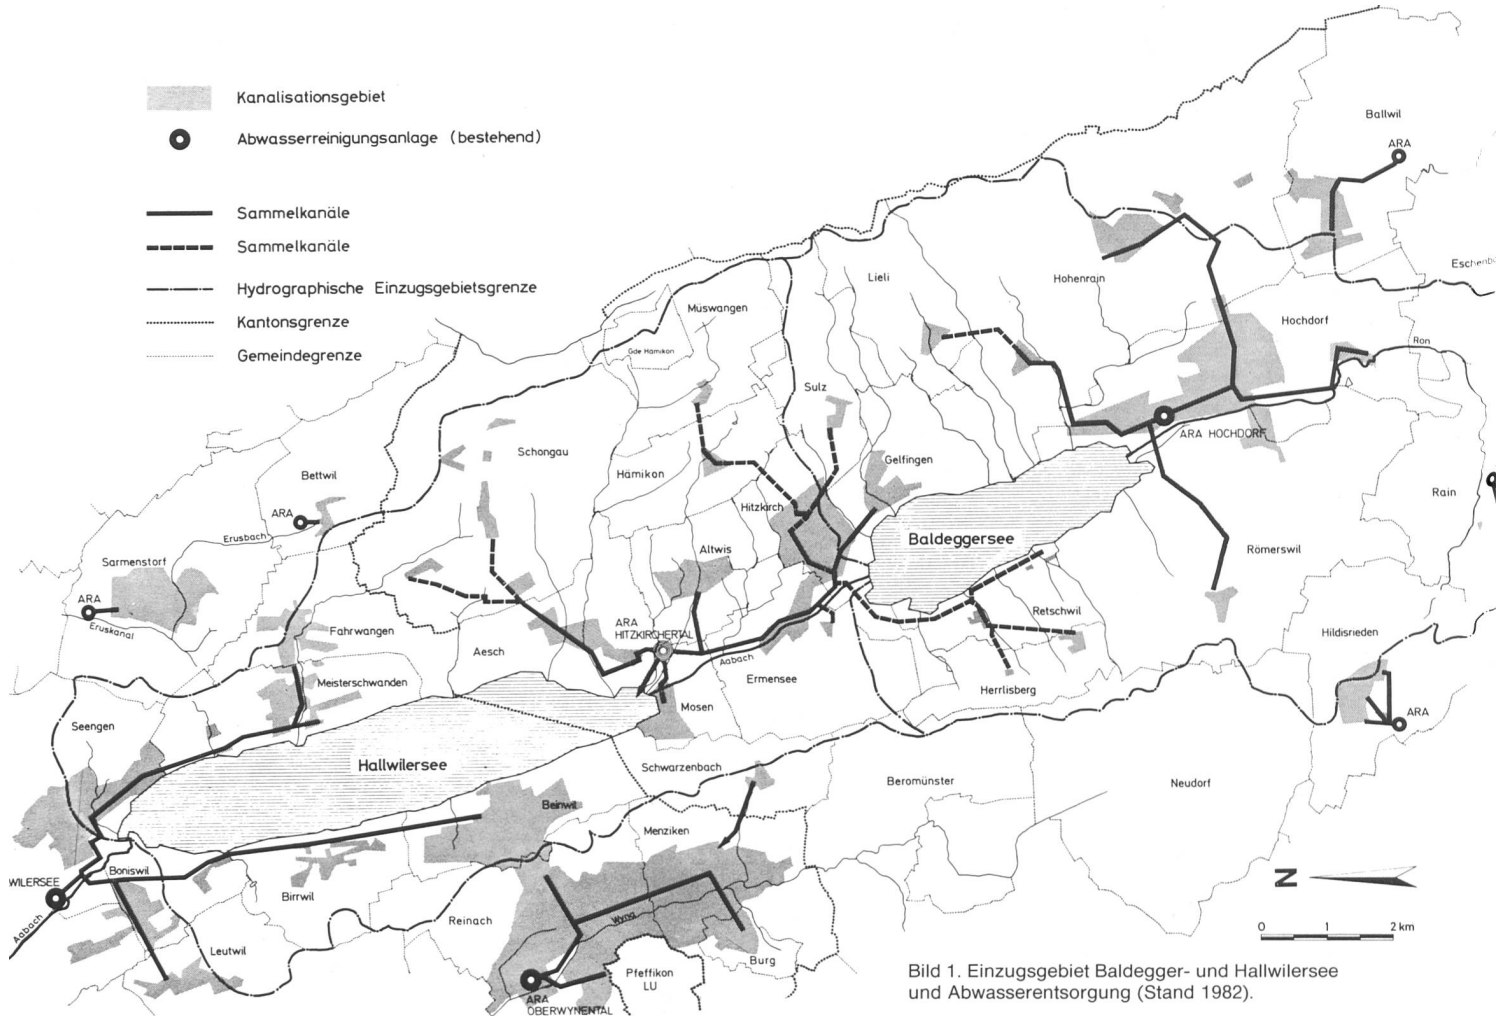 Kanalisationsgebiet
Abwasserreinigungsanlage (bestehend)
Sammelkanäle
Sammelkanäle
Hydrographische Einzugsgebietsgrenze
Kantonsgrenze
Gemeindegrenze
Ballwil
ARA
Eschenb
Lieli
Hohenrain
Hochdorf
Ron
Müswangen
Gde Hämikon
Sulz
ARA HOCHDORF
Schongau
Hämikon
Gelfingen
Bettwil
ARA
Erusbach
Hitzkirch
Rain
Baldeggersee
Römerswil
Altwis
Sarmenstorf
ARA
Eruskanal
Retschwil
ARA
HITZKIRCHERTAL
Fahrwangen
Hildisrieden
Aesch
Aabach
Ermensee
Herrlisberg
Meisterschwanden
Mosen
ARA
Seengen
Hallwilersee
Schwarzenbach
Beromünster
Neudorf
Beinwil
Menziken
Boniswil
WILERSEE
Birrwil
Aabach
Reinach
Wyna
Leutwil
Burg
Pfeffikon
LU
ARA
OBERWYNENTAL
N
0 1 2 km
Bild 1. Einzugsgebiet Baldegger- und Hallwilersee
und Abwasserentsorgung (Stand 1982).